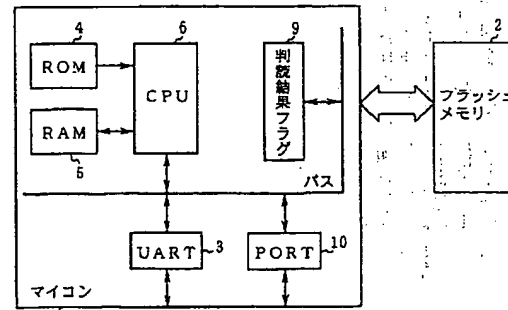 4
6
9
2
ROM
CPU
判読結果フラグ
フラッシュ
メモリ
RAM
5
バス
UART
3
PORT
10
マイコン